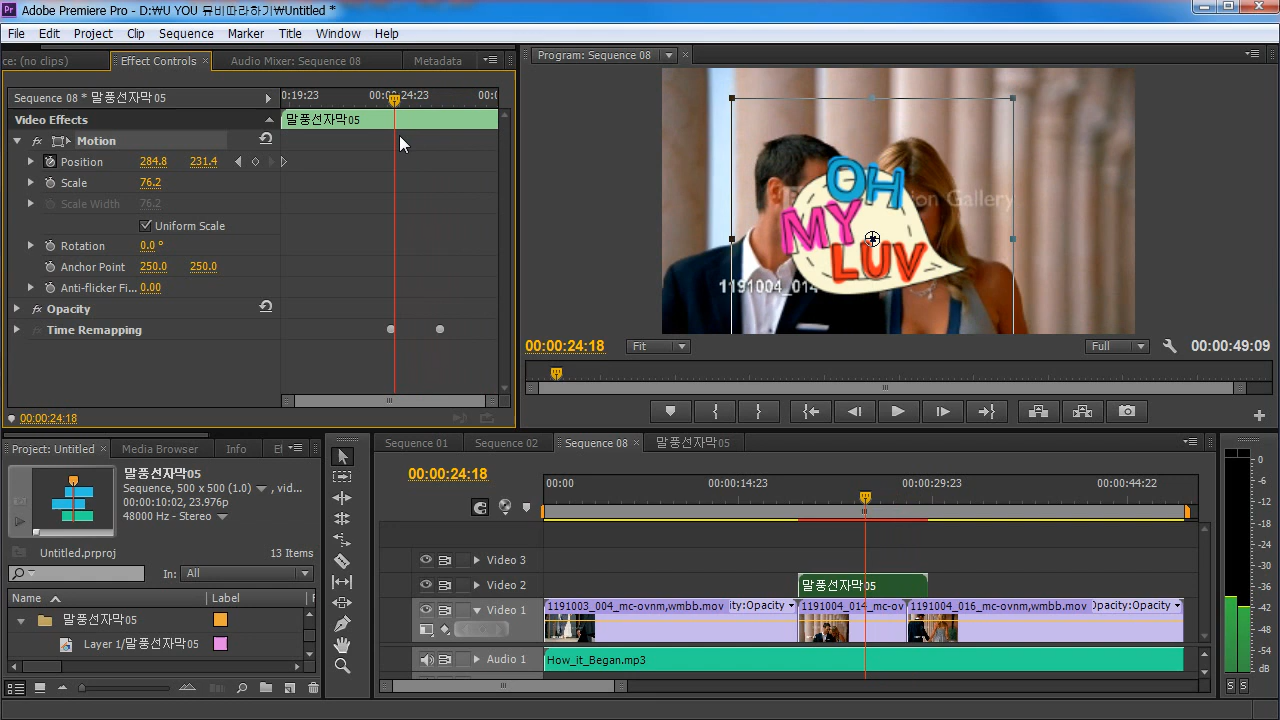 Adobe Premiere Pro - D:₩U YOU 뮤비따라하기₩Untitled *
File Edit Project Clip Sequence Marker Title Window Help
ce: (no clips) Effect Controls × Audio Mixer: Sequence 08 Metadata
Program: Sequence 08
Sequence 08 * 말풍선자막05
0:19:23 00:00:24:23 00:0
Video Effects
말풍선자막05
fx Motion
Position 284.8 231.4
Scale 76.2
Scale Width 76.2
Uniform Scale
Rotation 0.0 °
Anchor Point 250.0 250.0
Anti-flicker Fi... 0.00
fx Opacity
fx Time Remapping
00:00:24:18
OH
MY
LUV
ion Gallery
1191004_014
00:00:24:18 Fit Full 00:00:49:09
Project: Untitled × Media Browser Info El
말풍선자막05
Sequence, 500 x 500 (1.0) , vid...
00:00:10:02, 23.976p
48000 Hz - Stereo
Untitled.prproj 13 Items
In: All
Name Label
말풍선자막05
Layer 1/말풍선자막05
Sequence 01 Sequence 02 Sequence 08 × 말풍선자막05
00:00:24:18
00:00 00:00:14:23 00:00:29:23 00:00:44:22
Video 3
Video 2 말풍선자막05
Video 1 1191003_004_mc-ovnm,wmbb.mov ity:Opacity 1191004_014_mc-ov 1191004_016_mc-ovnm,wmbb.mov Opacity:Opacity
Audio 1 How_it_Began.mp3
0
-6
-12
-18
-24
-30
-36
-42
-48
-54
dB
S S